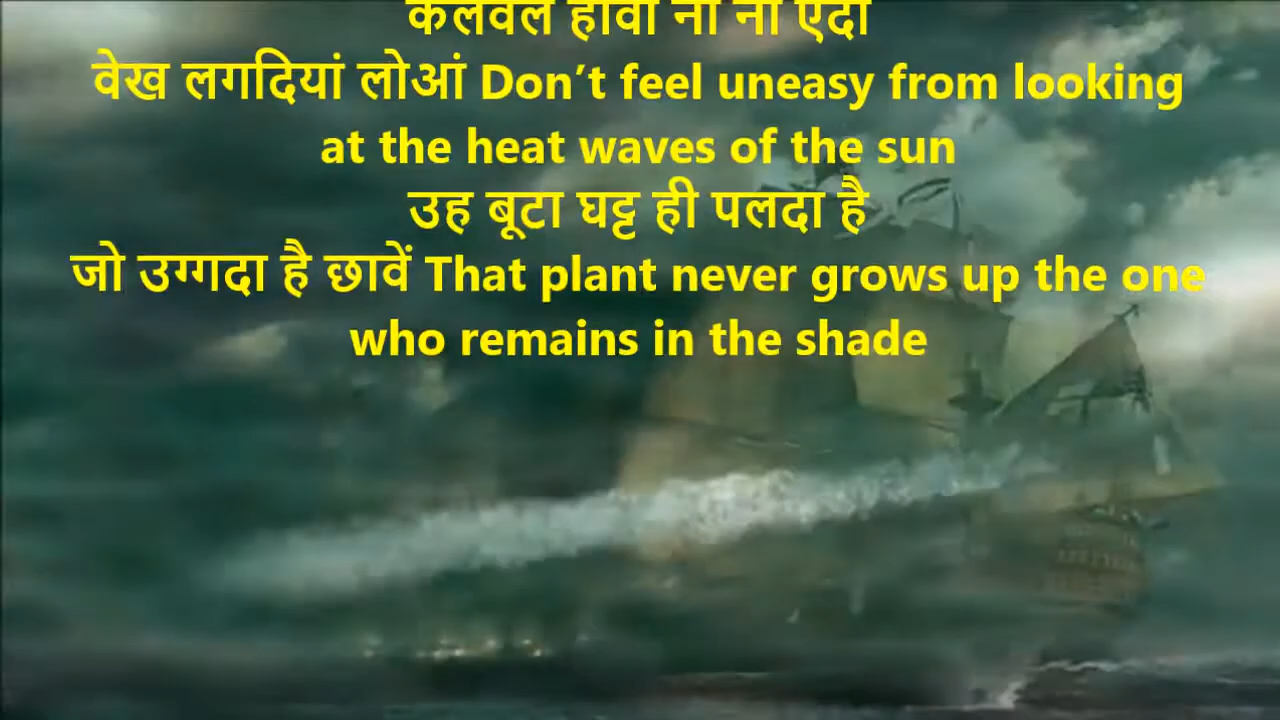 कलवल होवीं नां नां एंदां
वेख लगदियां लोआं Don’t feel uneasy from looking
at the heat waves of the sun
उह बूटा घट्ट ही पलदा है
जो उग्गदा है छावें That plant never grows up the one
who remains in the shade